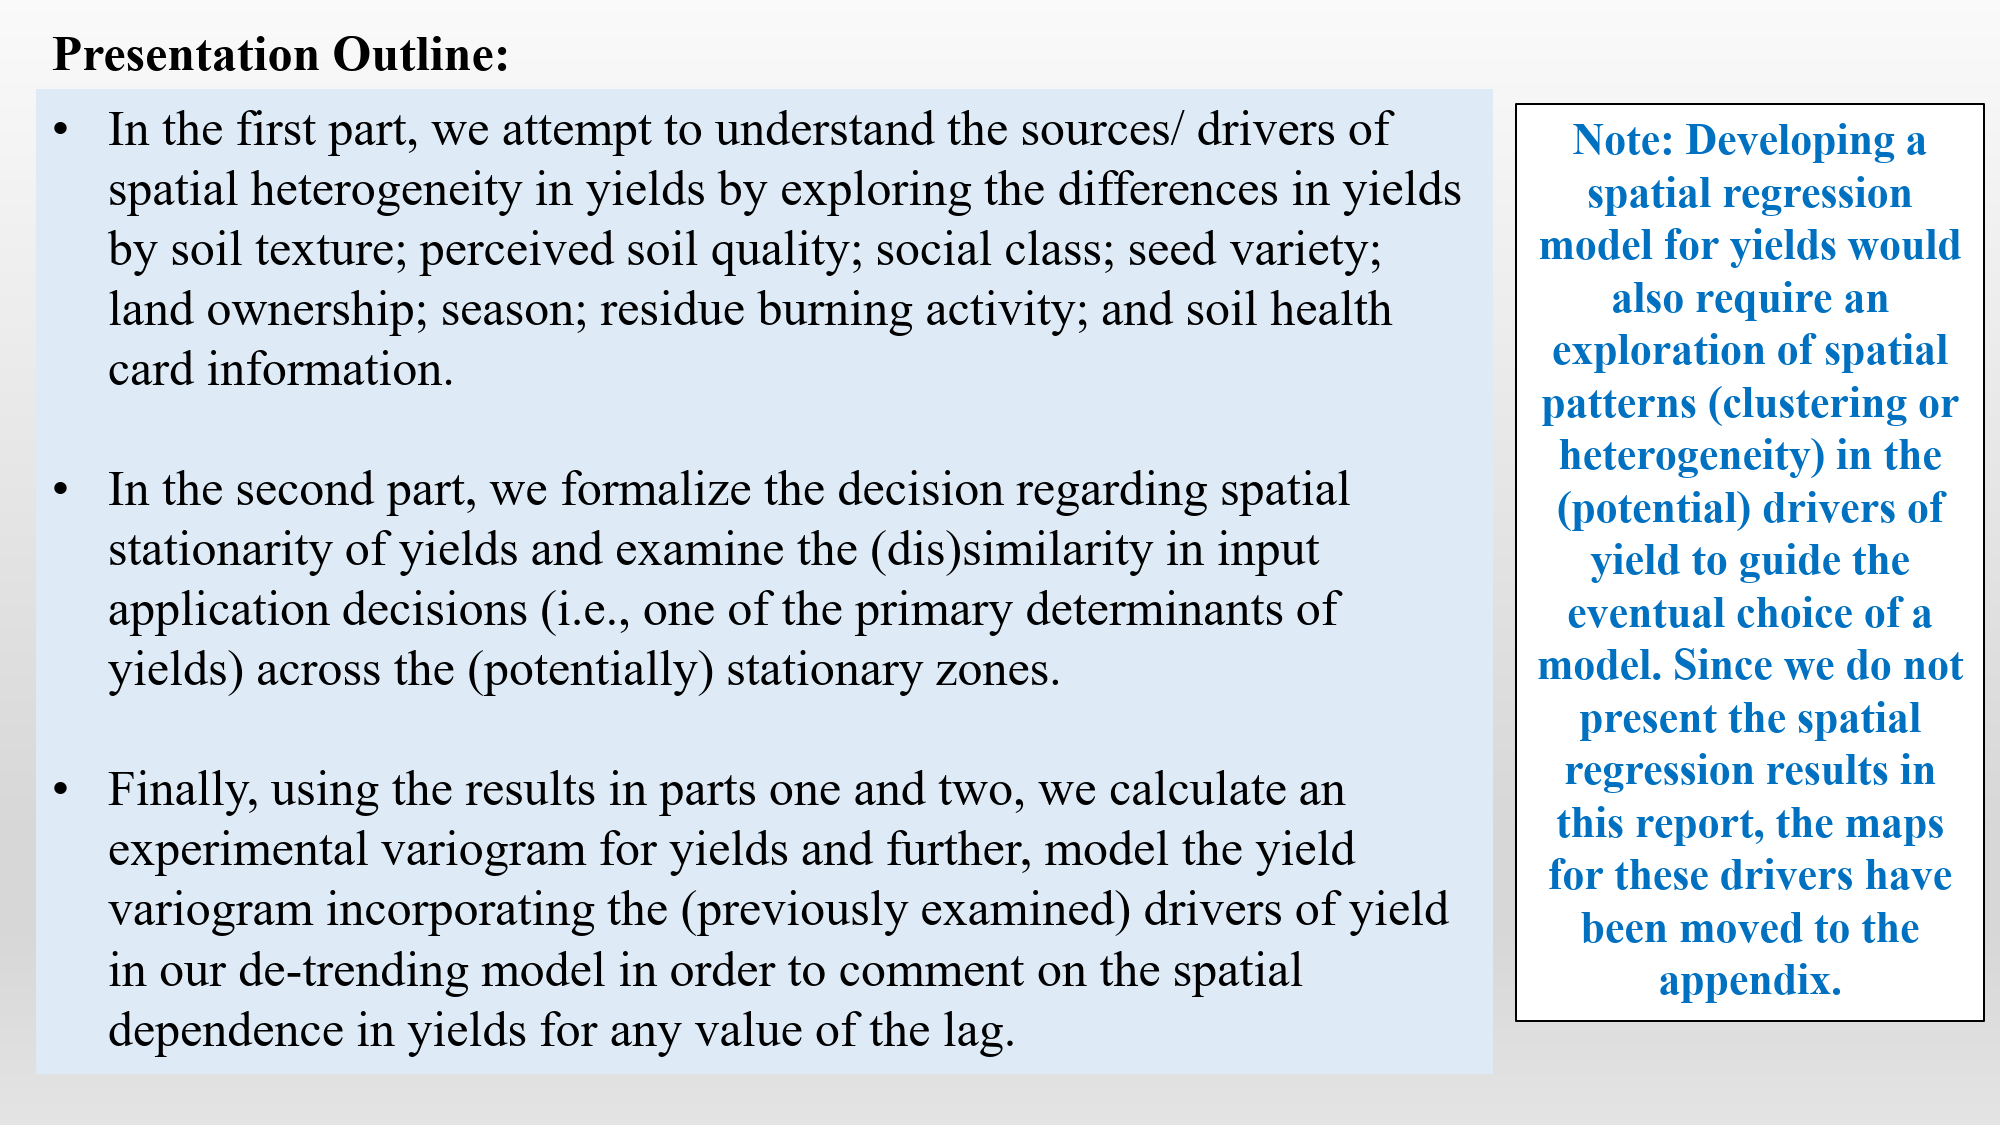 Presentation Outline:
• In the first part, we attempt to understand the sources/ drivers of
spatial heterogeneity in yields by exploring the differences in yields
by soil texture; perceived soil quality; social class; seed variety;
land ownership; season; residue burning activity; and soil health
card information.
• In the second part, we formalize the decision regarding spatial
stationarity of yields and examine the (dis)similarity in input
application decisions (i.e., one of the primary determinants of
yields) across the (potentially) stationary zones.
• Finally, using the results in parts one and two, we calculate an
experimental variogram for yields and further, model the yield
variogram incorporating the (previously examined) drivers of yield
in our de-trending model in order to comment on the spatial
dependence in yields for any value of the lag.
Note: Developing a
spatial regression
model for yields would
also require an
exploration of spatial
patterns (clustering or
heterogeneity) in the
(potential) drivers of
yield to guide the
eventual choice of a
model. Since we do not
present the spatial
regression results in
this report, the maps
for these drivers have
been moved to the
appendix.